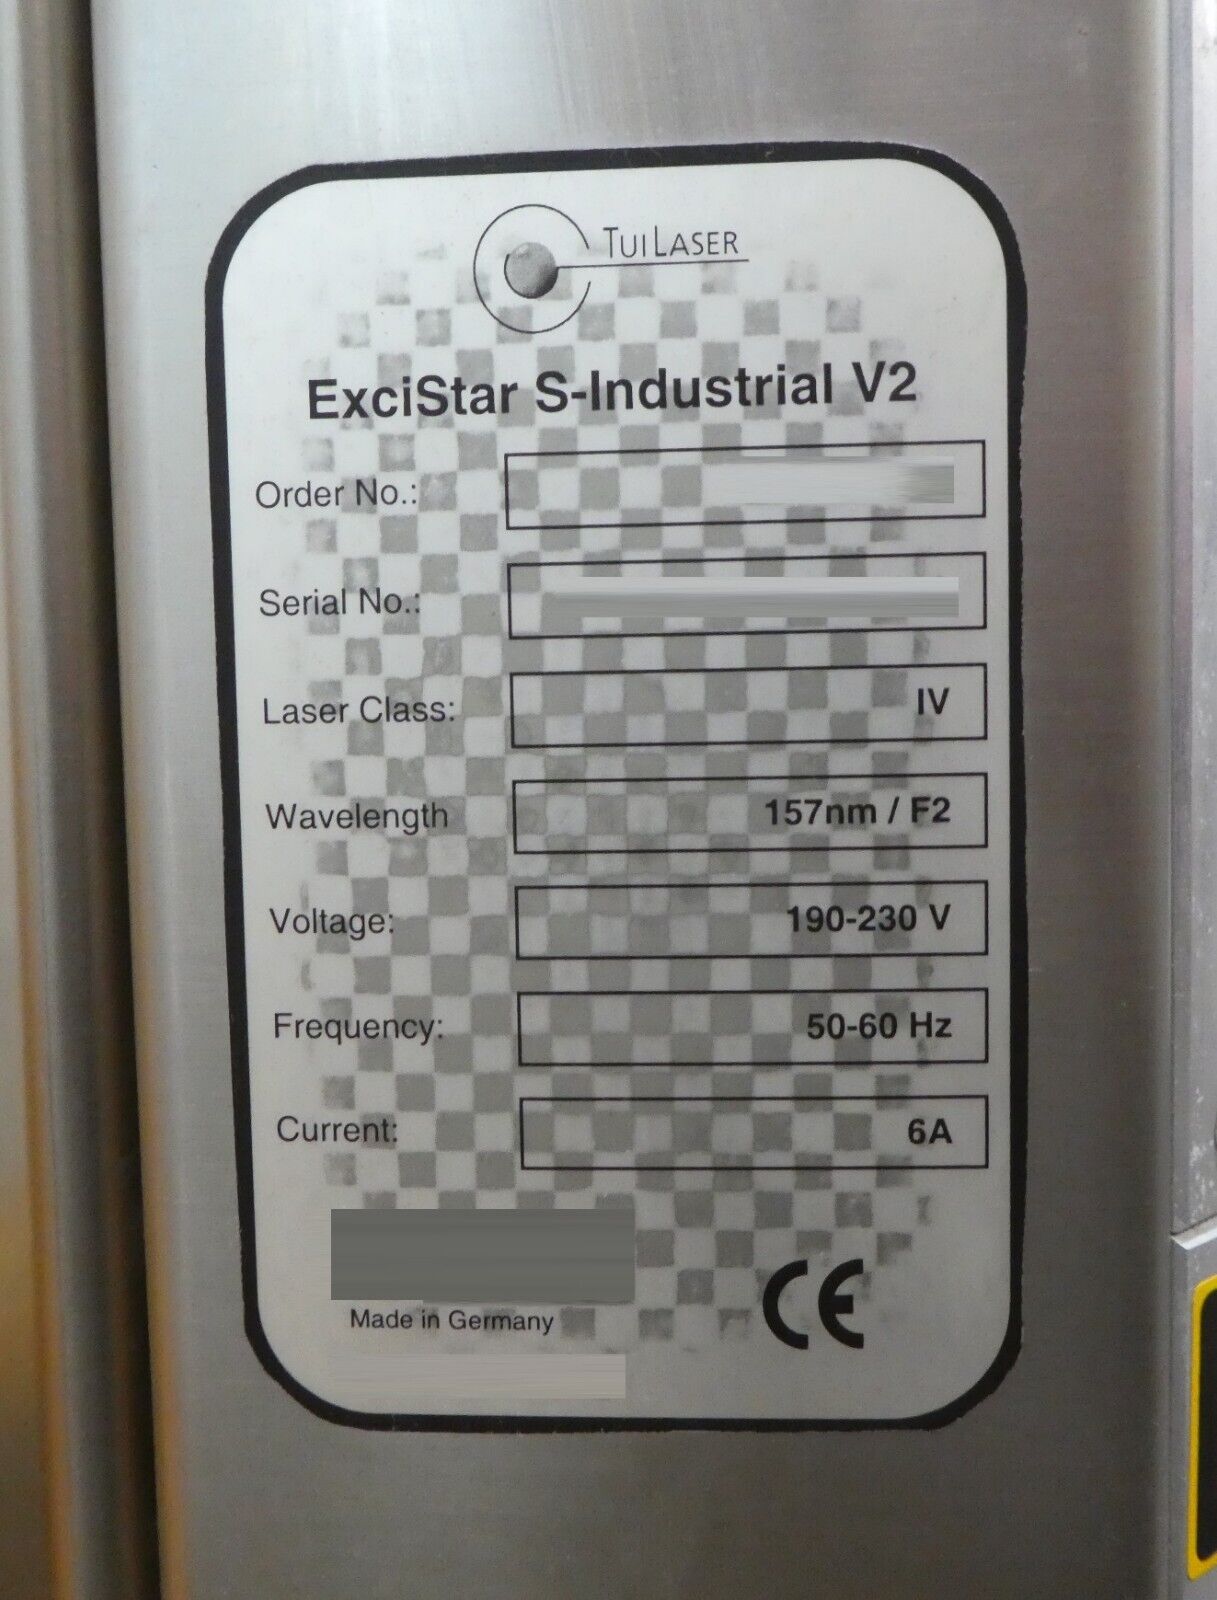 TUILASER
ExciStar S-Industrial V2
Order No.:
Serial No.:
Laser Class: IV
Wavelength 157nm / F2
Voltage: 190-230 V
Frequency: 50-60 Hz
Current: 6A
Made in Germany
CE